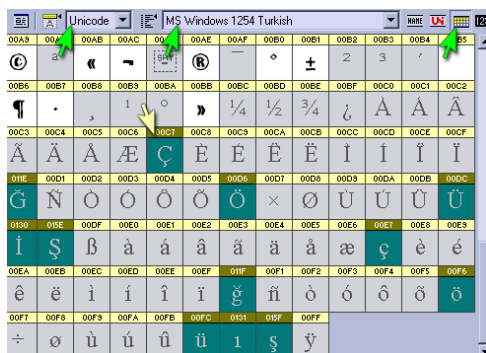 Unicode MS Windows 1254 Turkish NAME Uni
00A9 00AB 00AC 00AE 00AF 00B0 00B1 00B2 00B3 00B4 00B5
© ª « ¬ SHY ® ¯ ° ± 2 3 ´
00B6 00B7 00B8 00B9 00BA 00BB 00BC 00BD 00BE 00BF 00C0 00C1 00C2
¶ · ¸ 1 º » ¼ ½ ¾ ¿ À Á Â
00C3 00C4 00C5 00C6 00C7 00C8 00C9 00CA 00CB 00CC 00CD 00CE 00CF
Ã Ä Å Æ Ç È É Ê Ë Ì Í Î Ï
011E 00D1 00D2 00D3 00D4 00D5 00D6 00D7 00D8 00D9 00DA 00DB 00DC
Ğ Ñ Ò Ó Ô Õ Ö × Ø Ù Ú Û Ü
0130 015E 00DF 00E0 00E1 00E2 00E3 00E4 00E5 00E6 00E7 00E8 00E9
İ Ş ß à á â ã ä å æ ç è é
00EA 00EB 00EC 00ED 00EE 00EF 011F 00F1 00F2 00F3 00F4 00F5 00F6
ê ë ì í î ï ğ ñ ò ó ô õ ö
00F7 00F8 00F9 00FA 00FB 00FC 0131 015F 00FF
÷ ø ù ú û ü ı ş ÿ